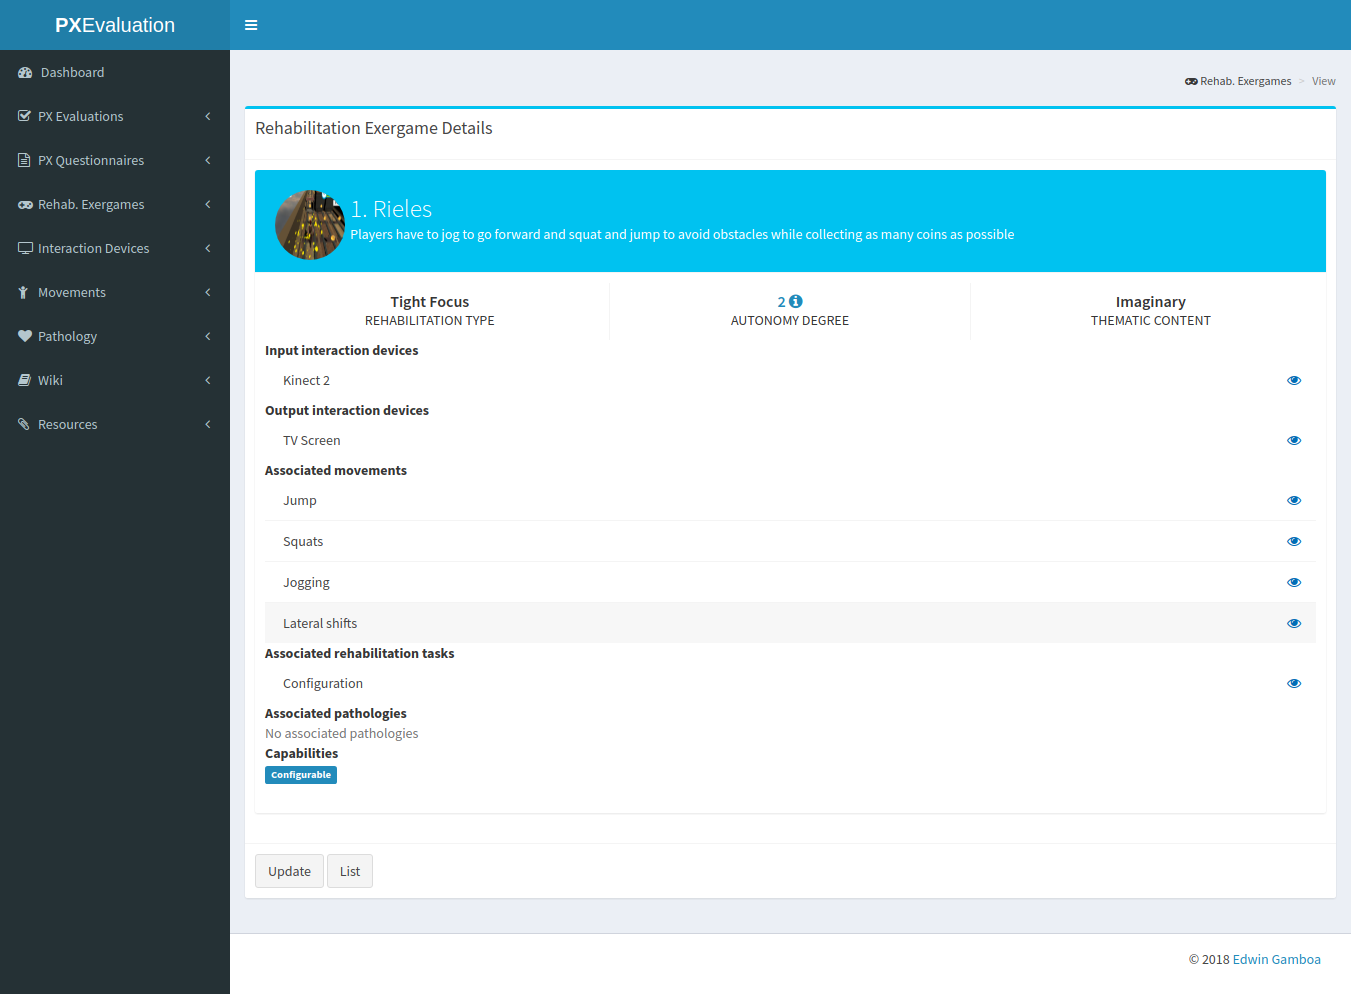 PXEvaluation
Dashboard
PX Evaluations
PX Questionnaires
Rehab. Exergames
Interaction Devices
Movements
Pathology
Wiki
Resources
Rehab. Exergames > View
Rehabilitation Exergame Details
1. Rieles
Players have to jog to go forward and squat and jump to avoid obstacles while collecting as many coins as possible
Tight Focus
REHABILITATION TYPE
2
AUTONOMY DEGREE
Imaginary
THEMATIC CONTENT
Input interaction devices
Kinect 2
Output interaction devices
TV Screen
Associated movements
Jump
Squats
Jogging
Lateral shifts
Associated rehabilitation tasks
Configuration
Associated pathologies
No associated pathologies
Capabilities
Configurable
Update List
© 2018 Edwin Gamboa